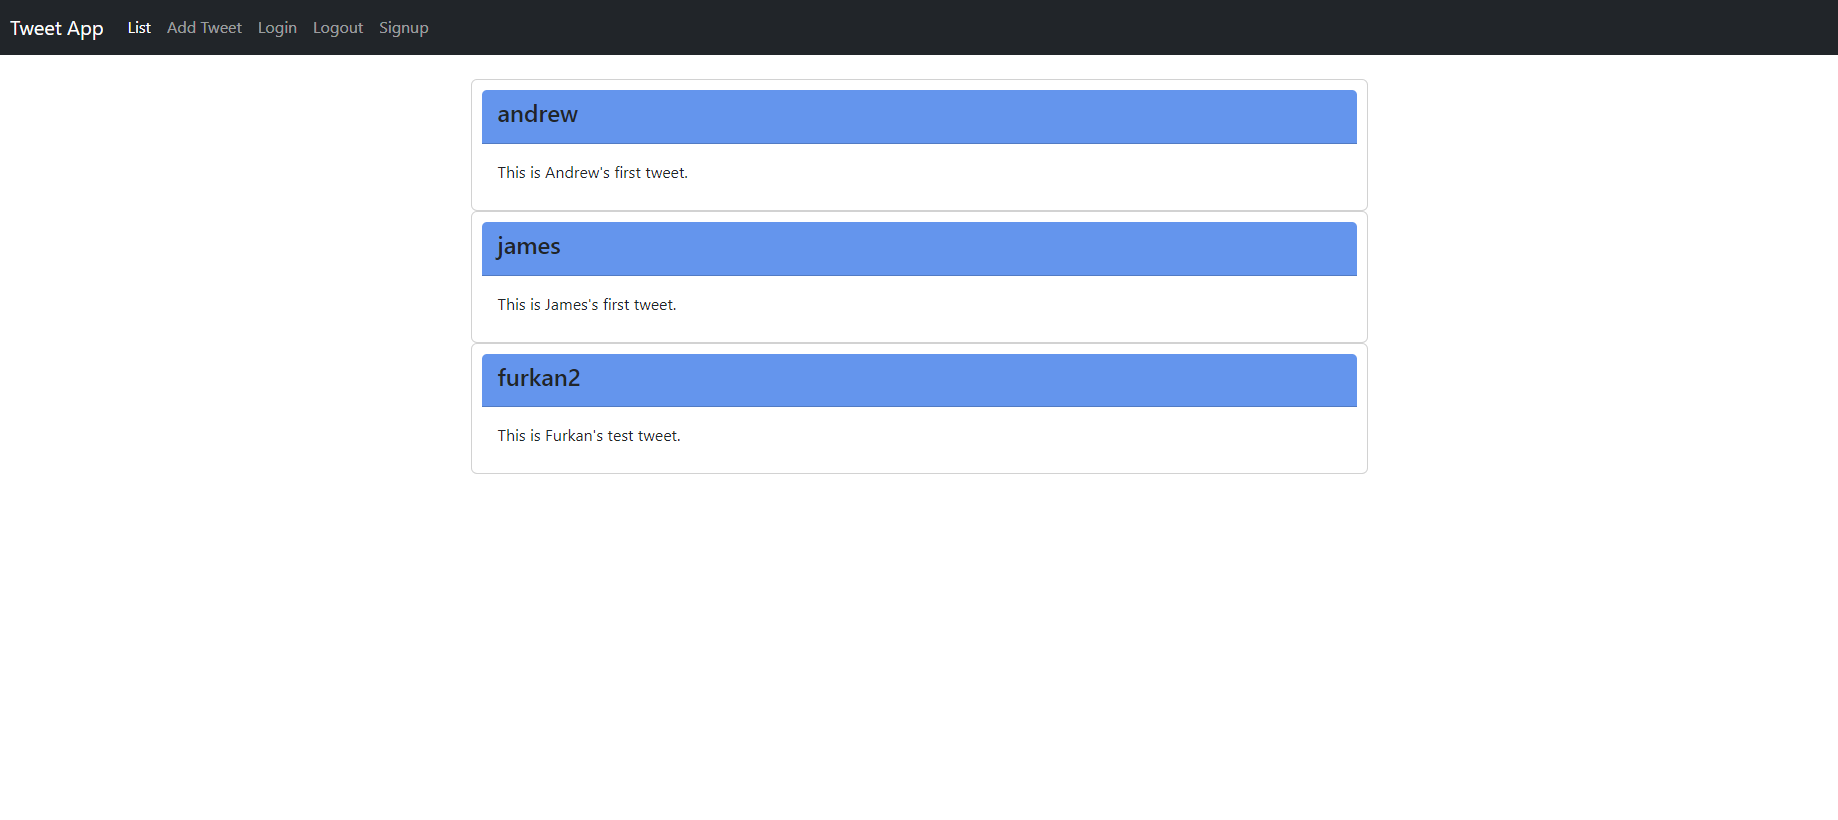 Tweet App List Add Tweet Login Logout Signup
andrew
This is Andrew's first tweet.
james
This is James's first tweet.
furkan2
This is Furkan's test tweet.